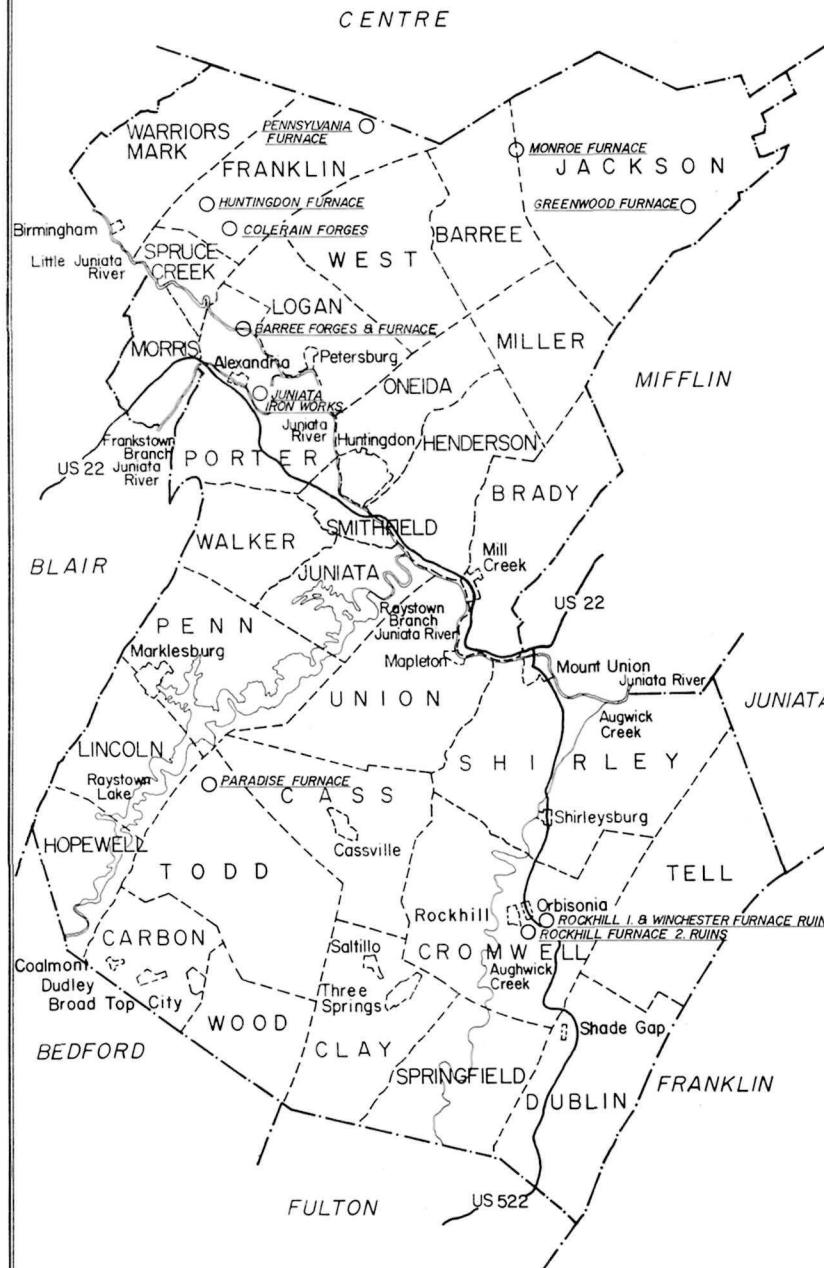 CENTRE
WARRIORS
MARK
PENNSYLVANIA
FURNACE
FRANKLIN
MONROE FURNACE
JACKSON
HUNTINGDON FURNACE
GREENWOOD FURNACE
COLERAIN FORGES
Birmingham
Little Juniata
River
SPRUCE
CREEK
WEST
BARREE
LOGAN
BARREE FORGES & FURNACE
MILLER
MORRIS
Alexandria
Petersburg
MIFFLIN
ONEIDA
JUNIATA
IRON WORKS
Juniata
River
Huntingdon
HENDERSON
Frankstown
Branch
Juniata
River
US 22
PORTER
BRADY
SMITHFIELD
WALKER
BLAIR
Mill
Creek
JUNIATA
US 22
Raystown
Branch
Juniata River
PENN
Marklesburg
Mapleton
Mount Union
Juniata River
UNION
JUNIATA
Augwick
Creek
LINCOLN
SHIRLEY
Raystown
Lake
PARADISE FURNACE
CASS
Shirleysburg
Cassville
HOPEWELL
TODD
TELL
Orbisonia
Rockhill
ROCKHILL 1. & WINCHESTER FURNACE RUIN
ROCKHILL FURNACE 2. RUINS
CARBON
CROMWELL
Saltillo
Aughwick
Creek
Coalmont
Dudley
Broad Top City
Three
Springs
WOOD
Shade Gap
BEDFORD
CLAY
SPRINGFIELD
FRANKLIN
DUBLIN
FULTON
US 522